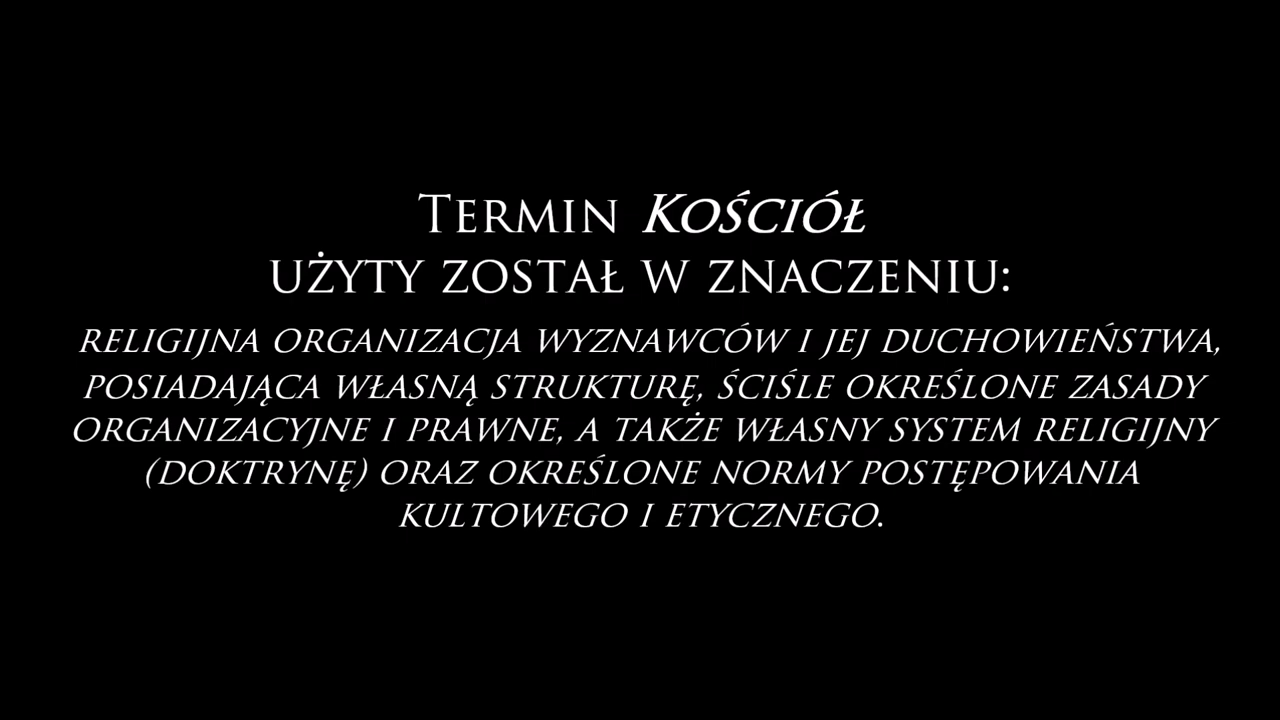 Termin Kościół
użyty został w znaczeniu:
religijna organizacja wyznawców i jej duchowieństwa,
posiadająca własną strukturę, ściśle określone zasady
organizacyjne i prawne, a także własny system religijny
(doktrynę) oraz określone normy postępowania
kultowego i etycznego.